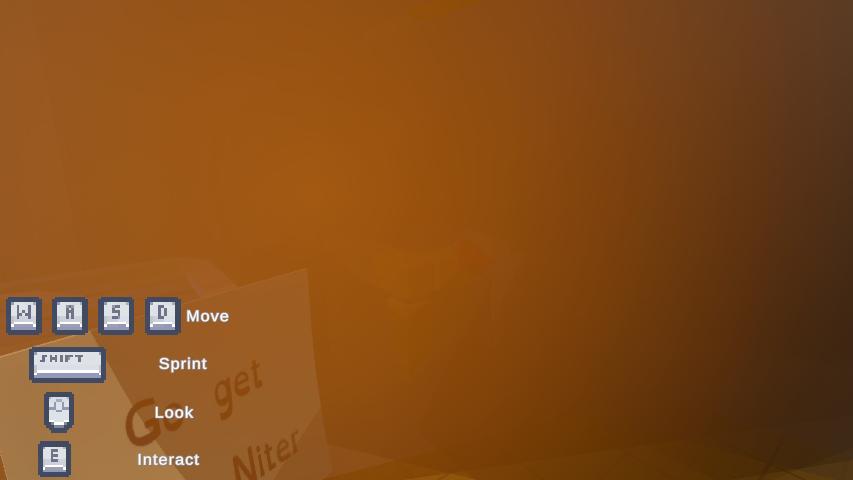 W A S D Move
SHIFT Sprint
Look
E Interact
Go get
Niter